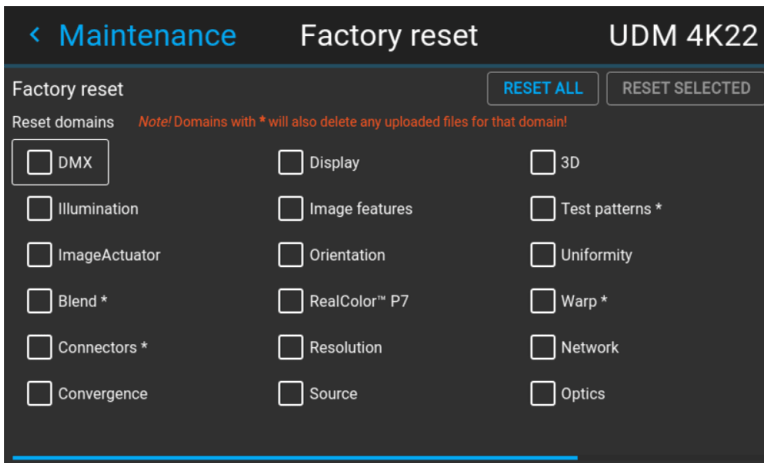 Maintenance Factory reset UDM 4K22
Factory reset RESET ALL RESET SELECTED
Reset domains Note! Domains with * will also delete any uploaded files for that domain!
DMX Display 3D
Illumination Image features Test patterns *
ImageActuator Orientation Uniformity
Blend * RealColor™ P7 Warp *
Connectors * Resolution Network
Convergence Source Optics